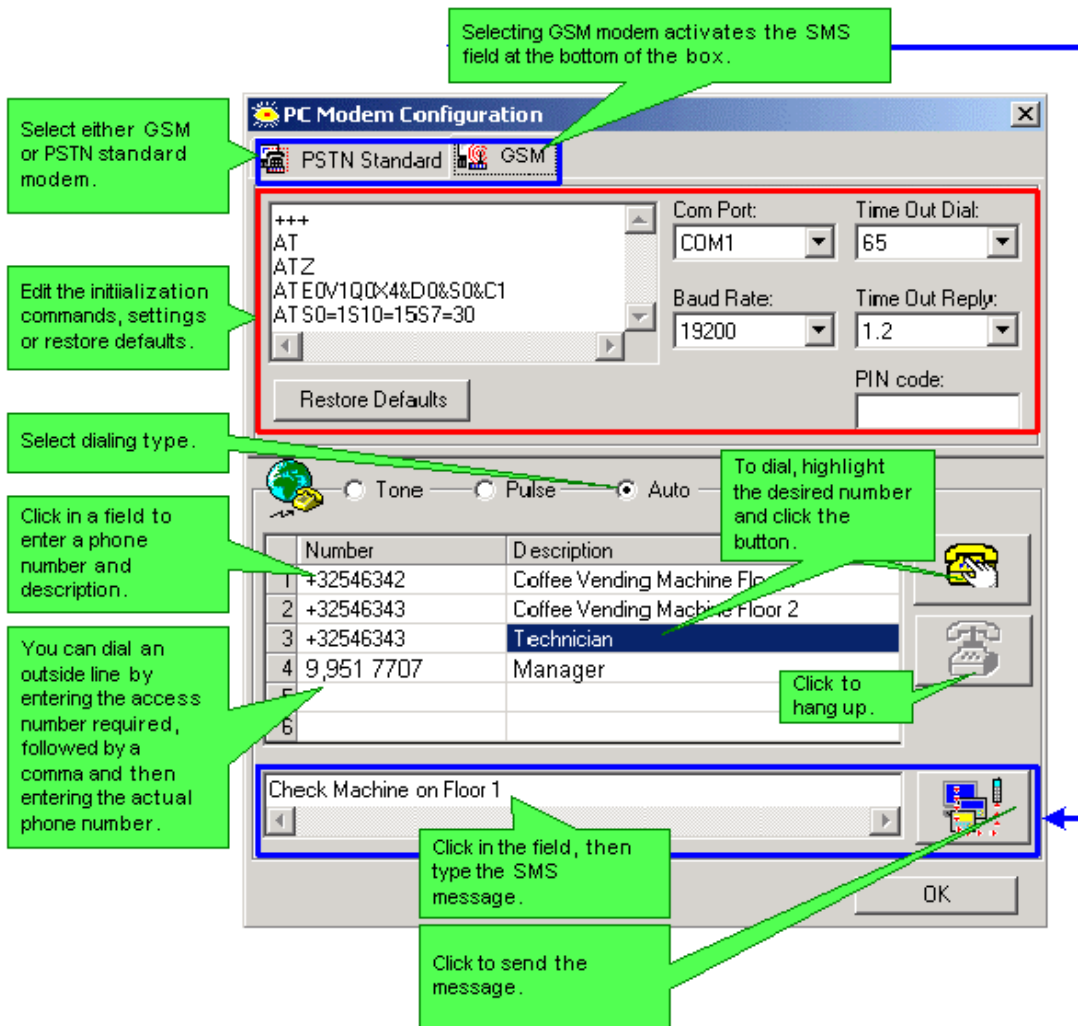 Selecting GSM modem activates the SMS
field at the bottom of the box.
PC Modem Configuration
Select either GSM
or PSTN standard
modem.
PSTN Standard
GSM
+++
AT
ATZ
ATE0V1Q0X4&D0&S0&C1
ATS0=1S10=15S7=30
Com Port:
COM1
Time Out Dial:
65
Baud Rate:
19200
Time Out Reply:
1.2
PIN code:
Restore Defaults
Edit the initiialization
commands, settings
or restore defaults.
Select dialing type.
Tone
Pulse
Auto
To dial, highlight
the desired number
and click the
button.
Click in a field to
enter a phone
number and
description.
Number Description
1 +32546342 Coffee Vending Machine Floor
2 +32546343 Coffee Vending Machine Floor 2
3 +32546343 Technician
4 9,951 7707 Manager
5
6
You can dial an
outside line by
entering the access
number required,
followed by a
comma and then
entering the actual
phone number.
Click to
hang up.
Check Machine on Floor 1
Click in the field, then
type the SMS
message.
OK
Click to send the
message.